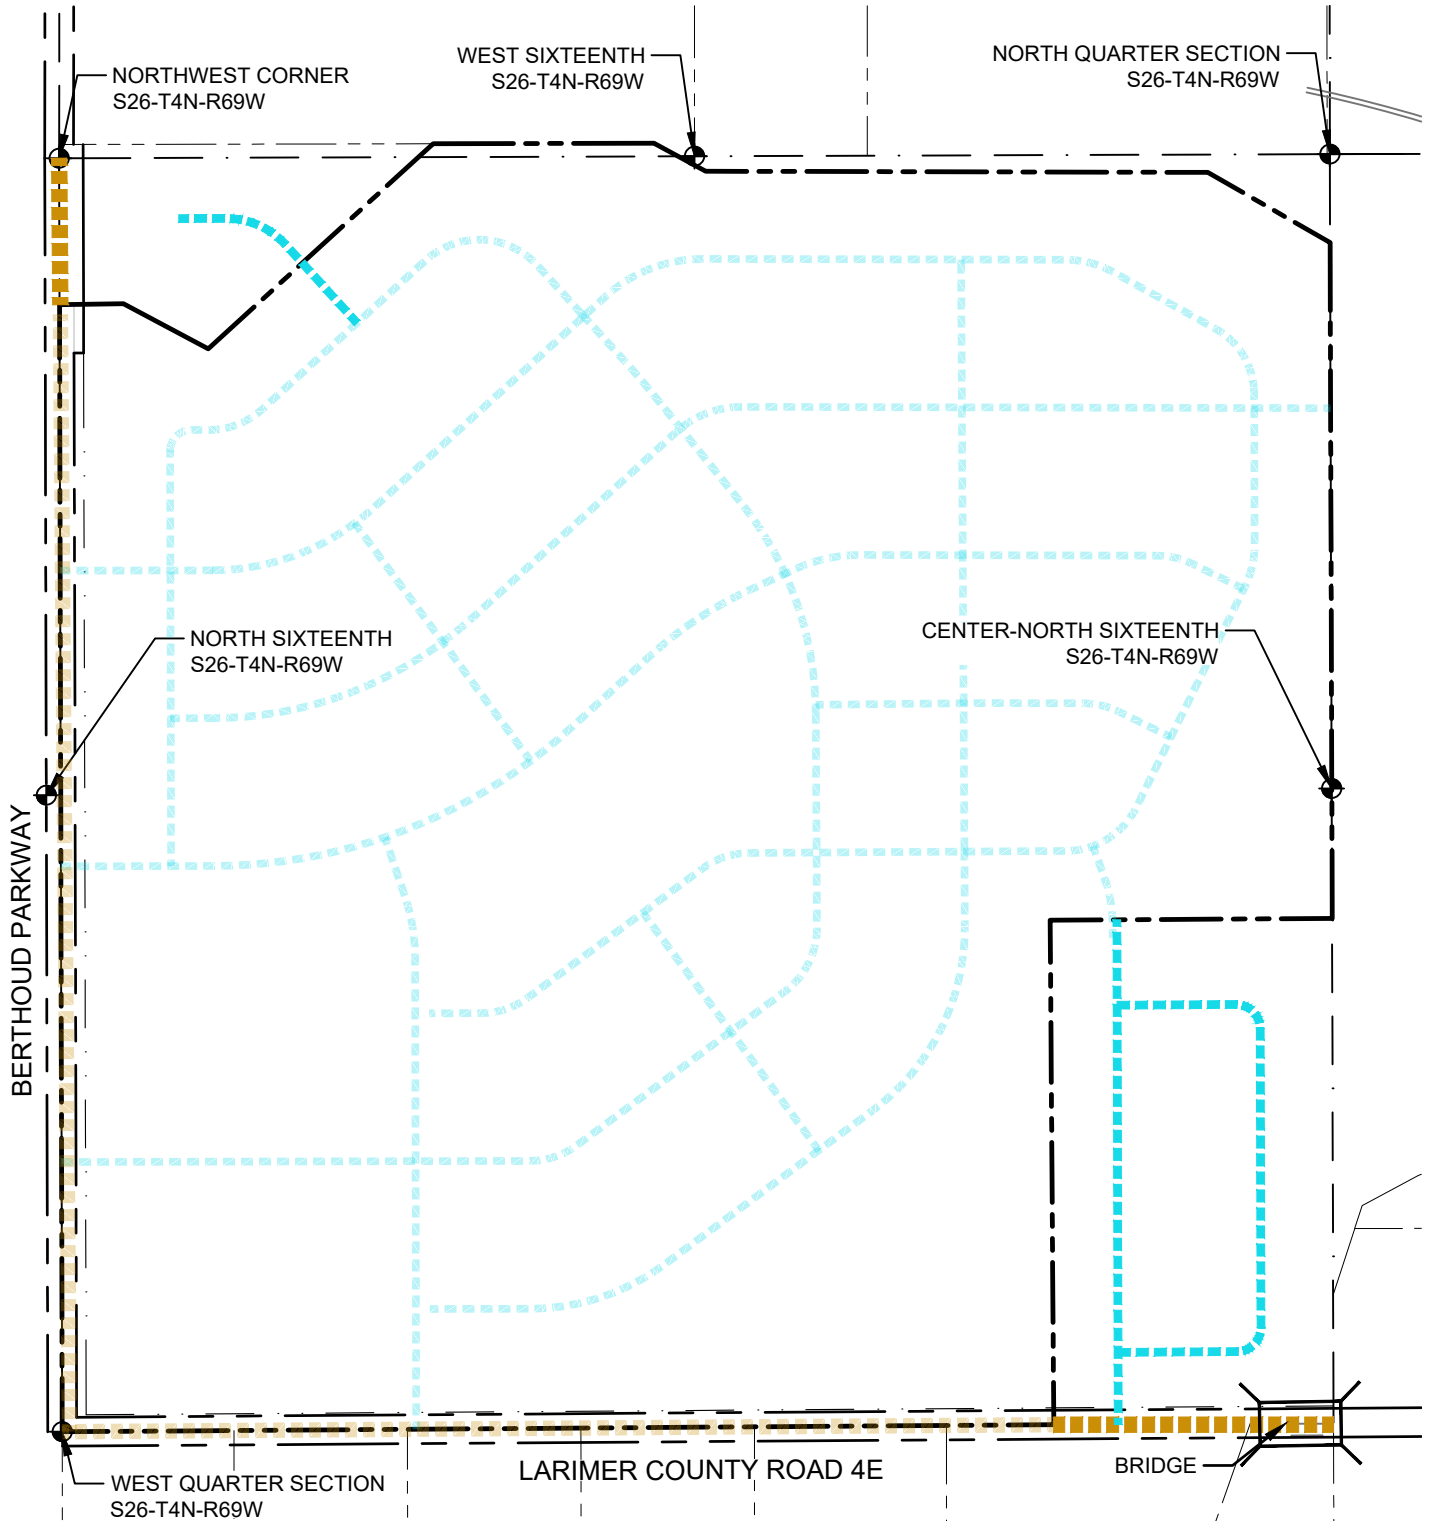 WEST SIXTEENTH
S26-T4N-R69W
NORTH QUARTER SECTION
S26-T4N-R69W
NORTHWEST CORNER
S26-T4N-R69W
NORTH SIXTEENTH
S26-T4N-R69W
CENTER-NORTH SIXTEENTH
S26-T4N-R69W
BERTHOUD PARKWAY
LARIMER COUNTY ROAD 4E
BRIDGE
WEST QUARTER SECTION
S26-T4N-R69W